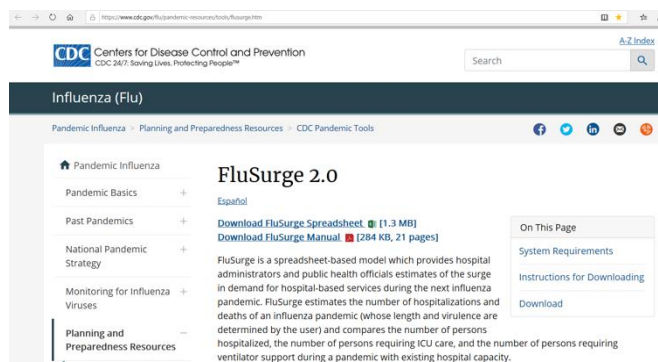 https://www.cdc.gov/flu/pandemic-resources/tools/flusurge.htm
A-Z Index
CDC Centers for Disease Control and Prevention
CDC 24/7: Saving Lives. Protecting People™
Search
Influenza (Flu)
Pandemic Influenza > Planning and Preparedness Resources > CDC Pandemic Tools
Pandemic Influenza
Pandemic Basics +
Past Pandemics +
National Pandemic +
Strategy
Monitoring for Influenza +
Viruses
Planning and −
Preparedness Resources
FluSurge 2.0
Español
Download FluSurge Spreadsheet [1.3 MB]
Download FluSurge Manual [284 KB, 21 pages]
FluSurge is a spreadsheet-based model which provides hospital
administrators and public health officials estimates of the surge
in demand for hospital-based services during the next influenza
pandemic. FluSurge estimates the number of hospitalizations and
deaths of an influenza pandemic (whose length and virulence are
determined by the user) and compares the number of persons
hospitalized, the number of persons requiring ICU care, and the number of persons requiring
ventilator support during a pandemic with existing hospital capacity.
On This Page
System Requirements
Instructions for Downloading
Download